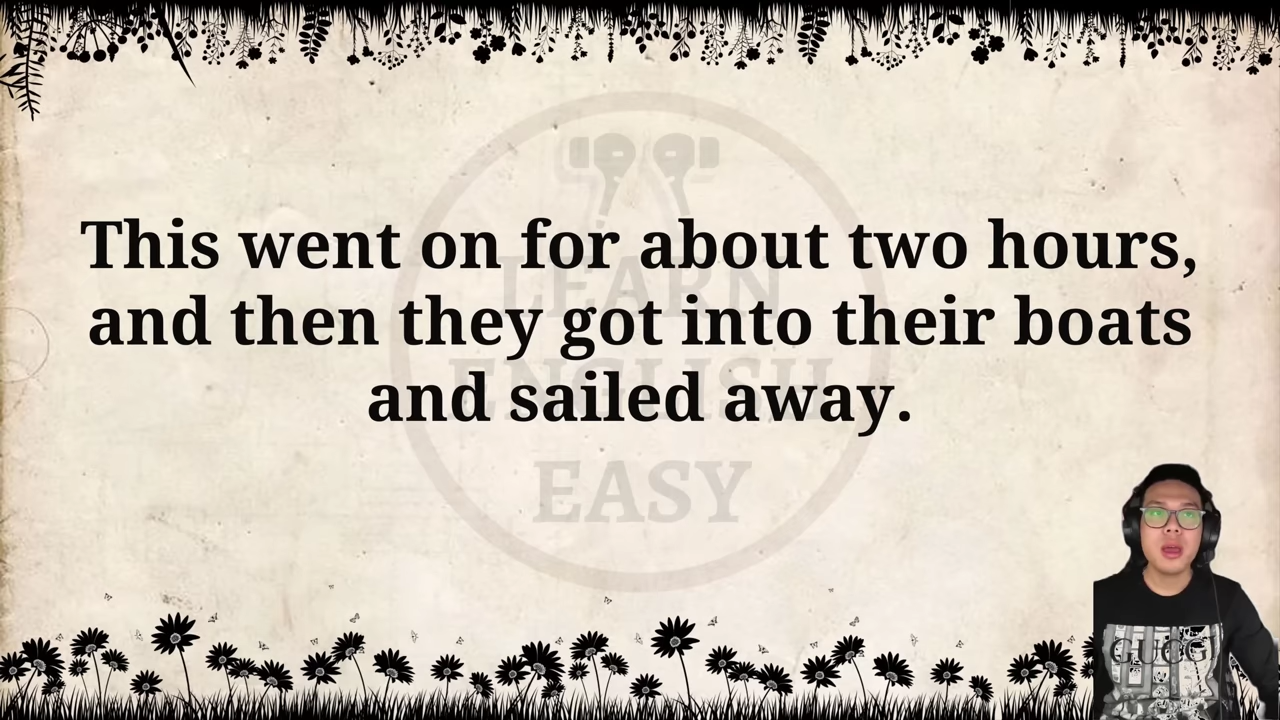 This went on for about two hours,
and then they got into their boats
and sailed away.
LEARN
ENGLISH
EASY
GUCCI